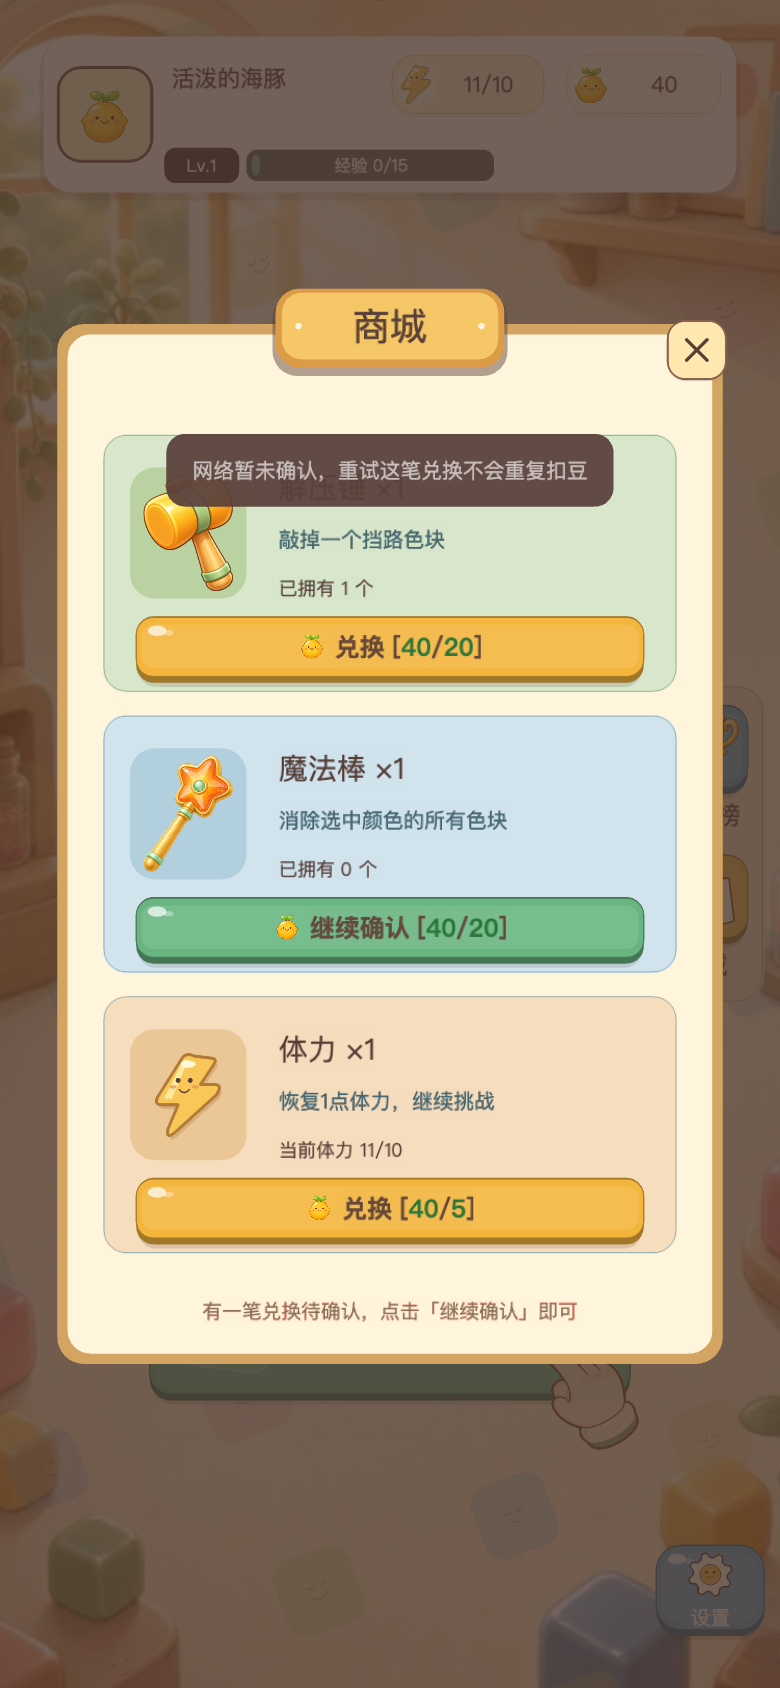 活泼的海豚
11/10
40
Lv.1
经验 0/15
商城
网络暂未确认，重试这笔兑换不会重复扣豆
解压锤 ×1
敲掉一个挡路色块
已拥有 1 个
兑换 [40/20]
魔法棒 ×1
消除选中颜色的所有色块
已拥有 0 个
继续确认 [40/20]
榜
体力 ×1
恢复1点体力，继续挑战
当前体力 11/10
兑换 [40/5]
有一笔兑换待确认，点击「继续确认」即可
设置